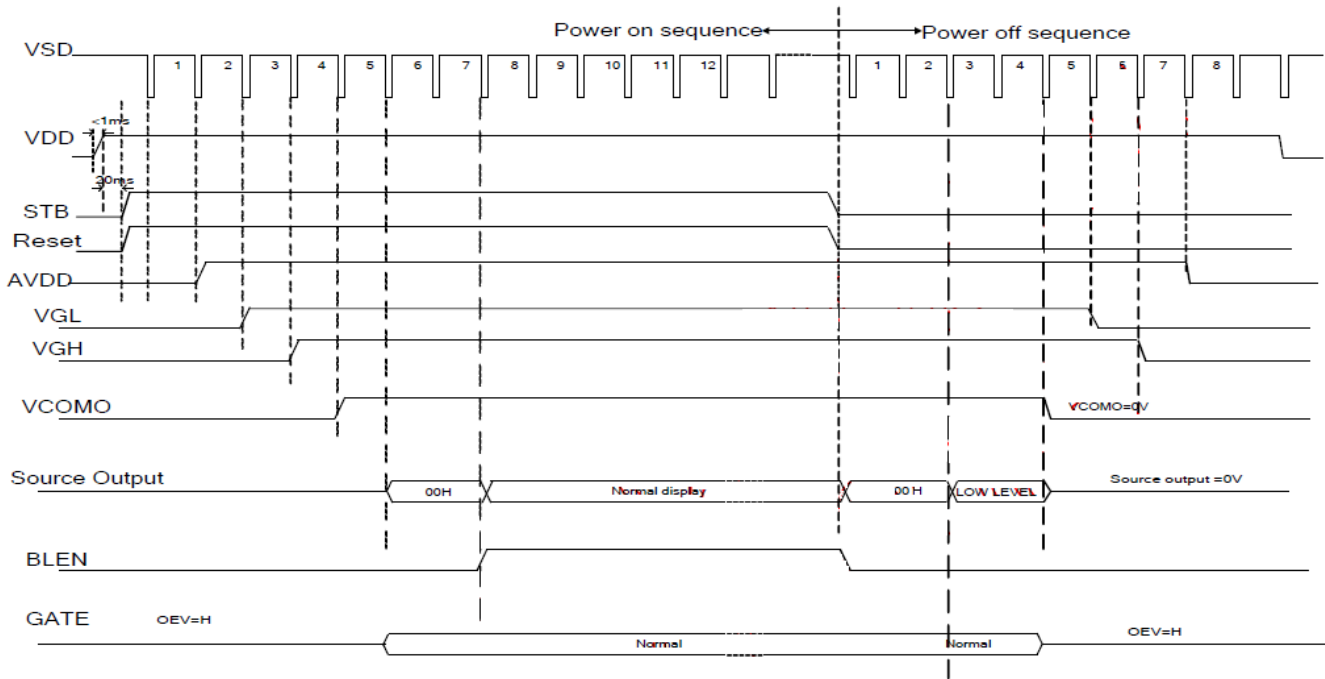 Power on sequence Power off sequence
VSD
1 2 3 4 5 6 7 8 9 10 11 12 1 2 3 4 5 6 7 8
<1ms
VDD
20ms
STB
Reset
AVDD
VGL
VGH
VCOMO VCOMO=0V
Source Output 00H Normal display 00 H LOW LEVEL Source output =0V
BLEN
GATE OEV=H Normal Normal OEV=H